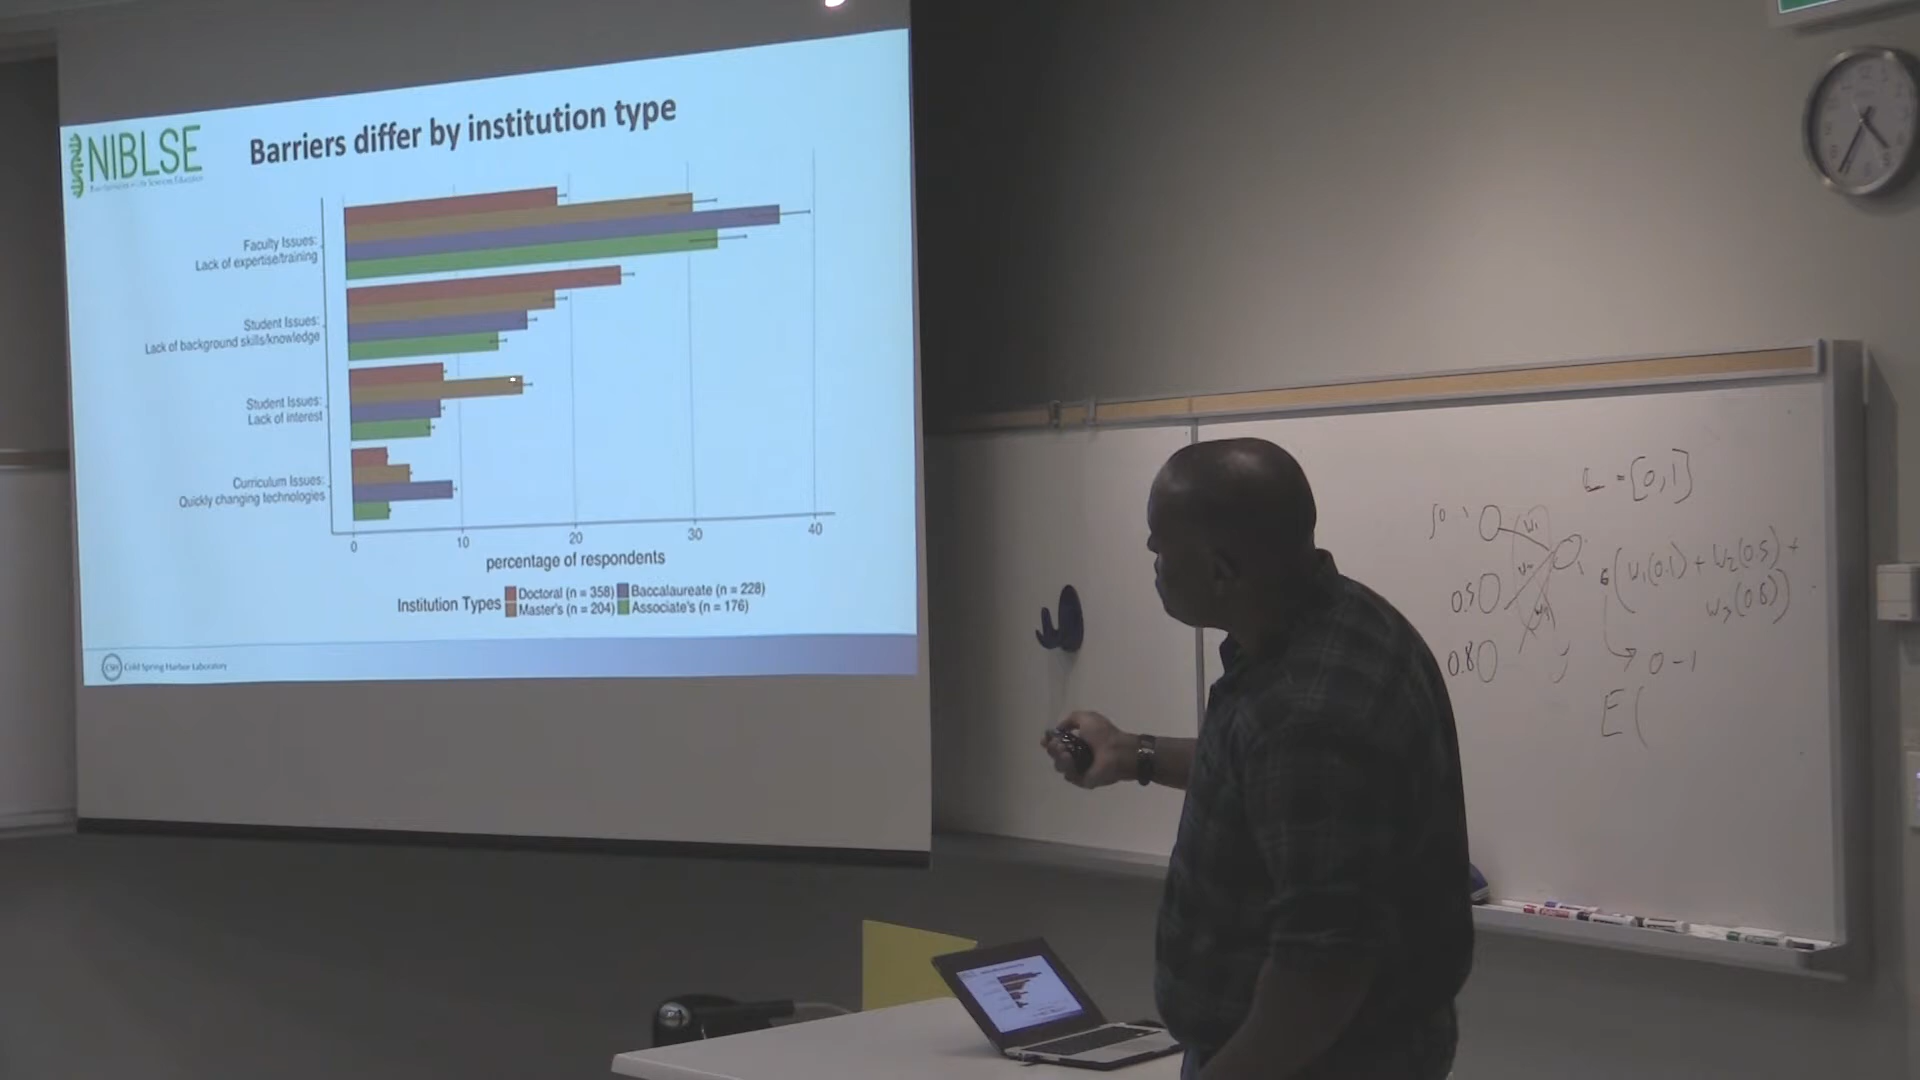 NIBLSE
Barriers differ by institution type
Faculty Issues:
Lack of expertise/training
Student Issues:
Lack of background skills/knowledge
Student Issues:
Lack of interest
Curriculum Issues:
Quickly changing technologies
0 10 20 30 40
percentage of respondents
Institution Types
Doctoral (n = 358) Baccalaureate (n = 228)
Master's (n = 204) Associate's (n = 176)
CSH Cold Spring Harbor Laboratory
= [0,1]
W1
0.5
0.8
(W1(0.1) + W2(0.5) +
W3(0.8))
0-1
E(